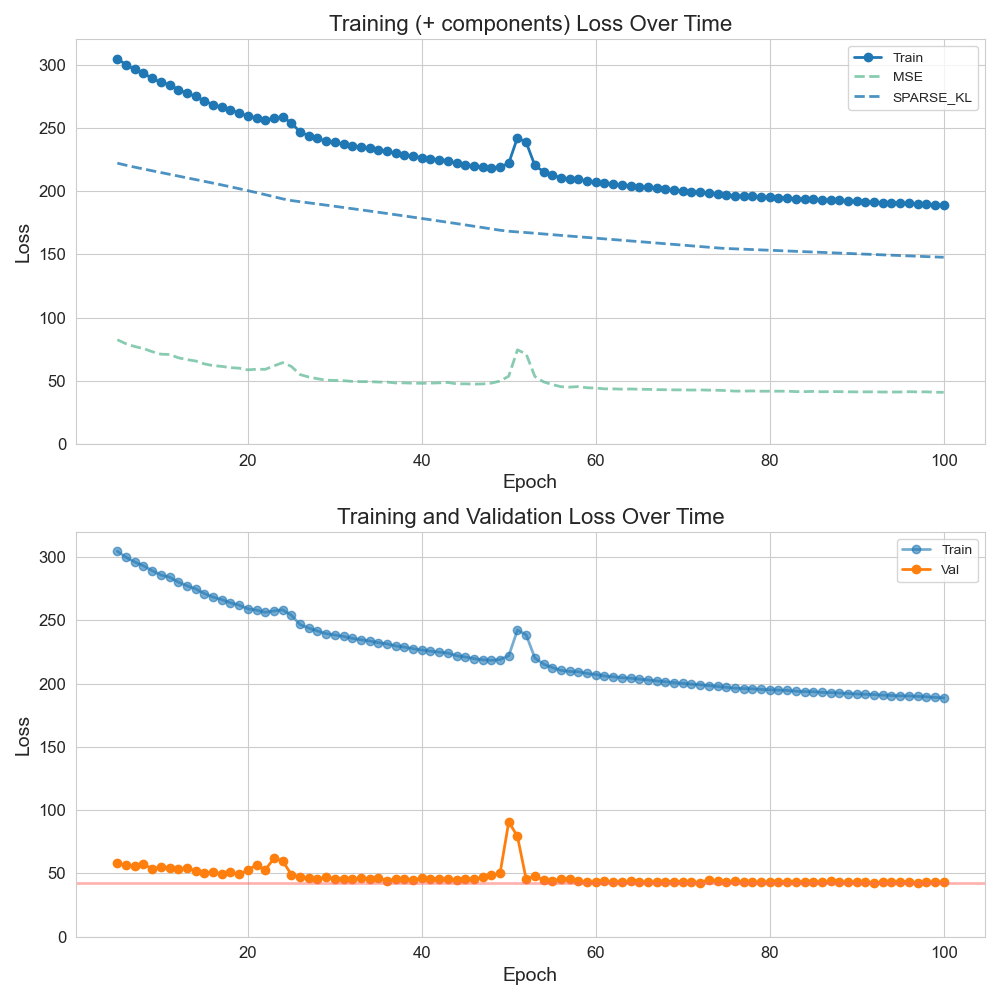 Training (+ components) Loss Over Time
300
250
200
150
100
50
0
Loss
Train
MSE
SPARSE_KL
20 40 60 80 100
Epoch
Training and Validation Loss Over Time
300
250
200
150
100
50
0
Loss
Train
Val
20 40 60 80 100
Epoch